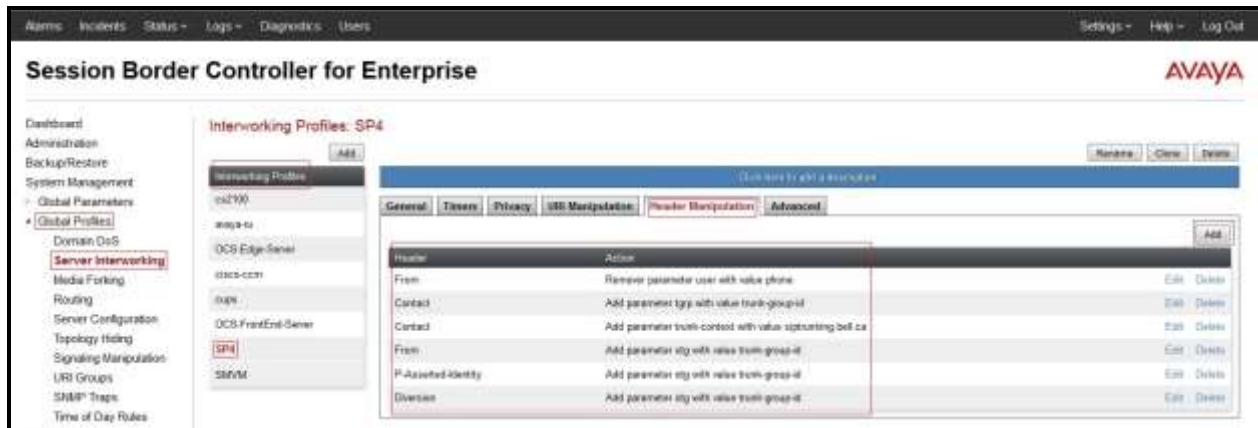 Alarms Incidents Status Logs Diagnostics Users Settings Help Log Out
Session Border Controller for Enterprise
AVAYA
Dashboard
Administration
Backup/Restore
System Management
Global Parameters
Global Profiles
Domain DoS
Server Interworking
Media Forking
Routing
Server Configuration
Topology Hiding
Signaling Manipulation
URI Groups
SNMP Traps
Time of Day Rules
Interworking Profiles: SP4
Add
Rename Clone Delete
Interworking Profiles
cs2100
avaya-ru
OCS-Edge-Server
cisco-ccm
cups
OCS-FrontEnd-Server
SP4
SMVM
Click here to add a description
General Timers Privacy URI Manipulation Header Manipulation Advanced
Add
Header Action
From Remove parameter user with value phone Edit Delete
Contact Add parameter tgrp with value trunk-group-id Edit Delete
Contact Add parameter trunk-context with value siptrunking.bell.ca Edit Delete
From Add parameter otg with value trunk-group-id Edit Delete
P-Asserted-Identity Add parameter otg with value trunk-group-id Edit Delete
Diversion Add parameter otg with value trunk-group-id Edit Delete